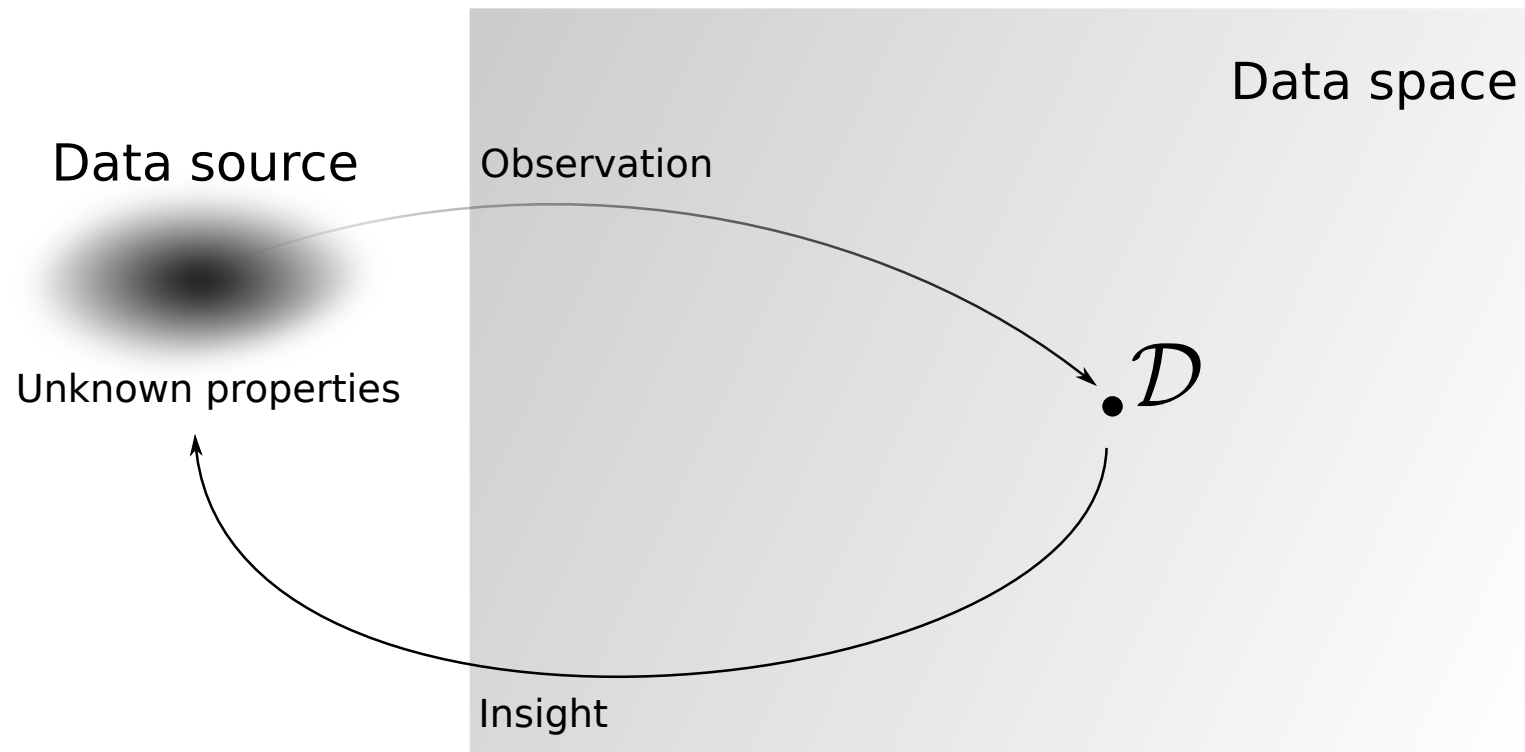 Data space
Data source
Observation
Unknown properties
𝒟
Insight